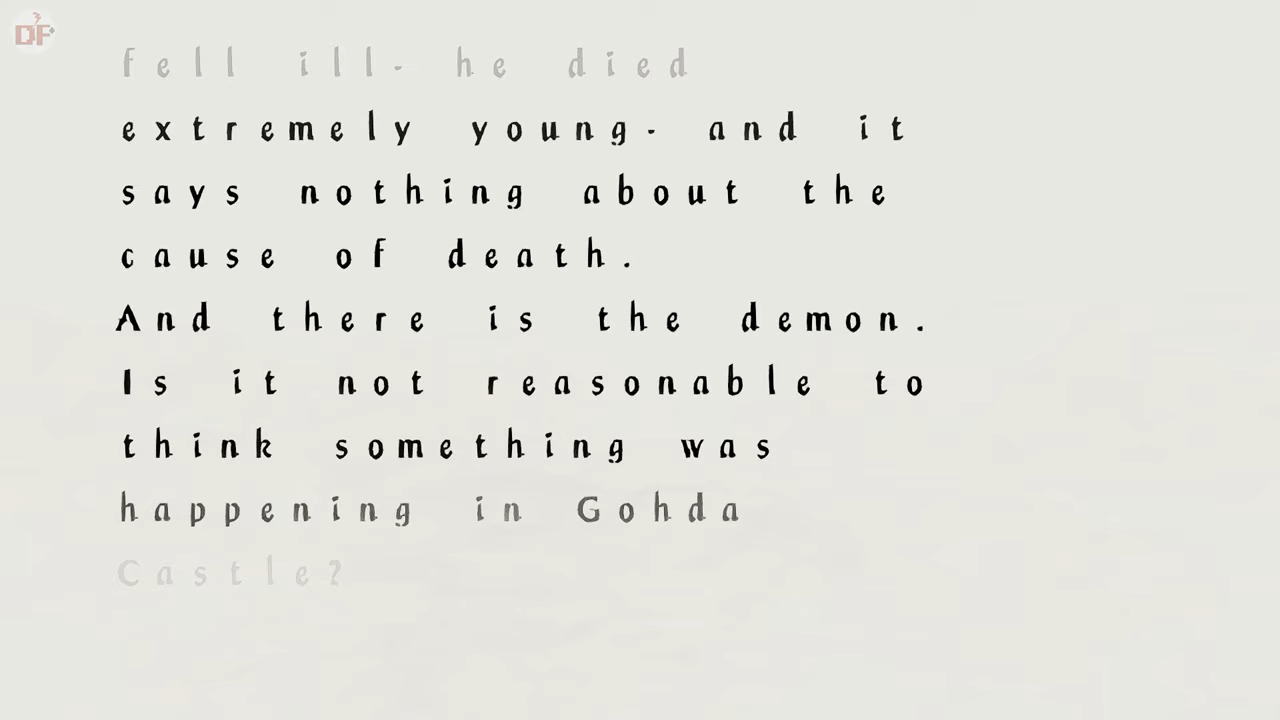 DF
fell ill- he died
extremely young- and it
says nothing about the
cause of death.
And there is the demon.
Is it not reasonable to
think something was
happening in Gohda
Castle?